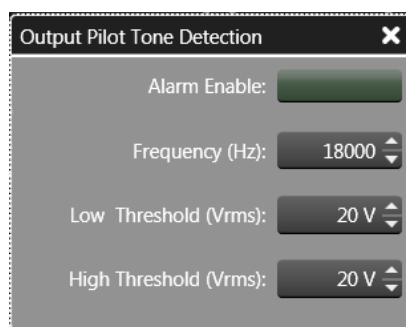 Output Pilot Tone Detection
Alarm Enable:
Frequency (Hz): 18000
Low Threshold (Vrms): 20 V
High Threshold (Vrms): 20 V